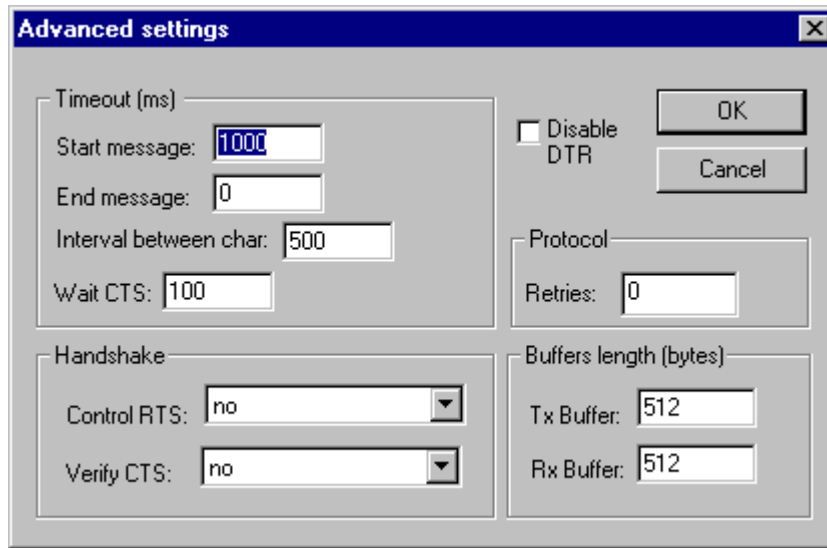 Advanced settings
Timeout (ms)
Start message: 1000
End message: 0
Interval between char: 500
Wait CTS: 100
Disable
DTR
OK
Cancel
Protocol
Retries: 0
Handshake
Control RTS: no
Verify CTS: no
Buffers length (bytes)
Tx Buffer: 512
Rx Buffer: 512